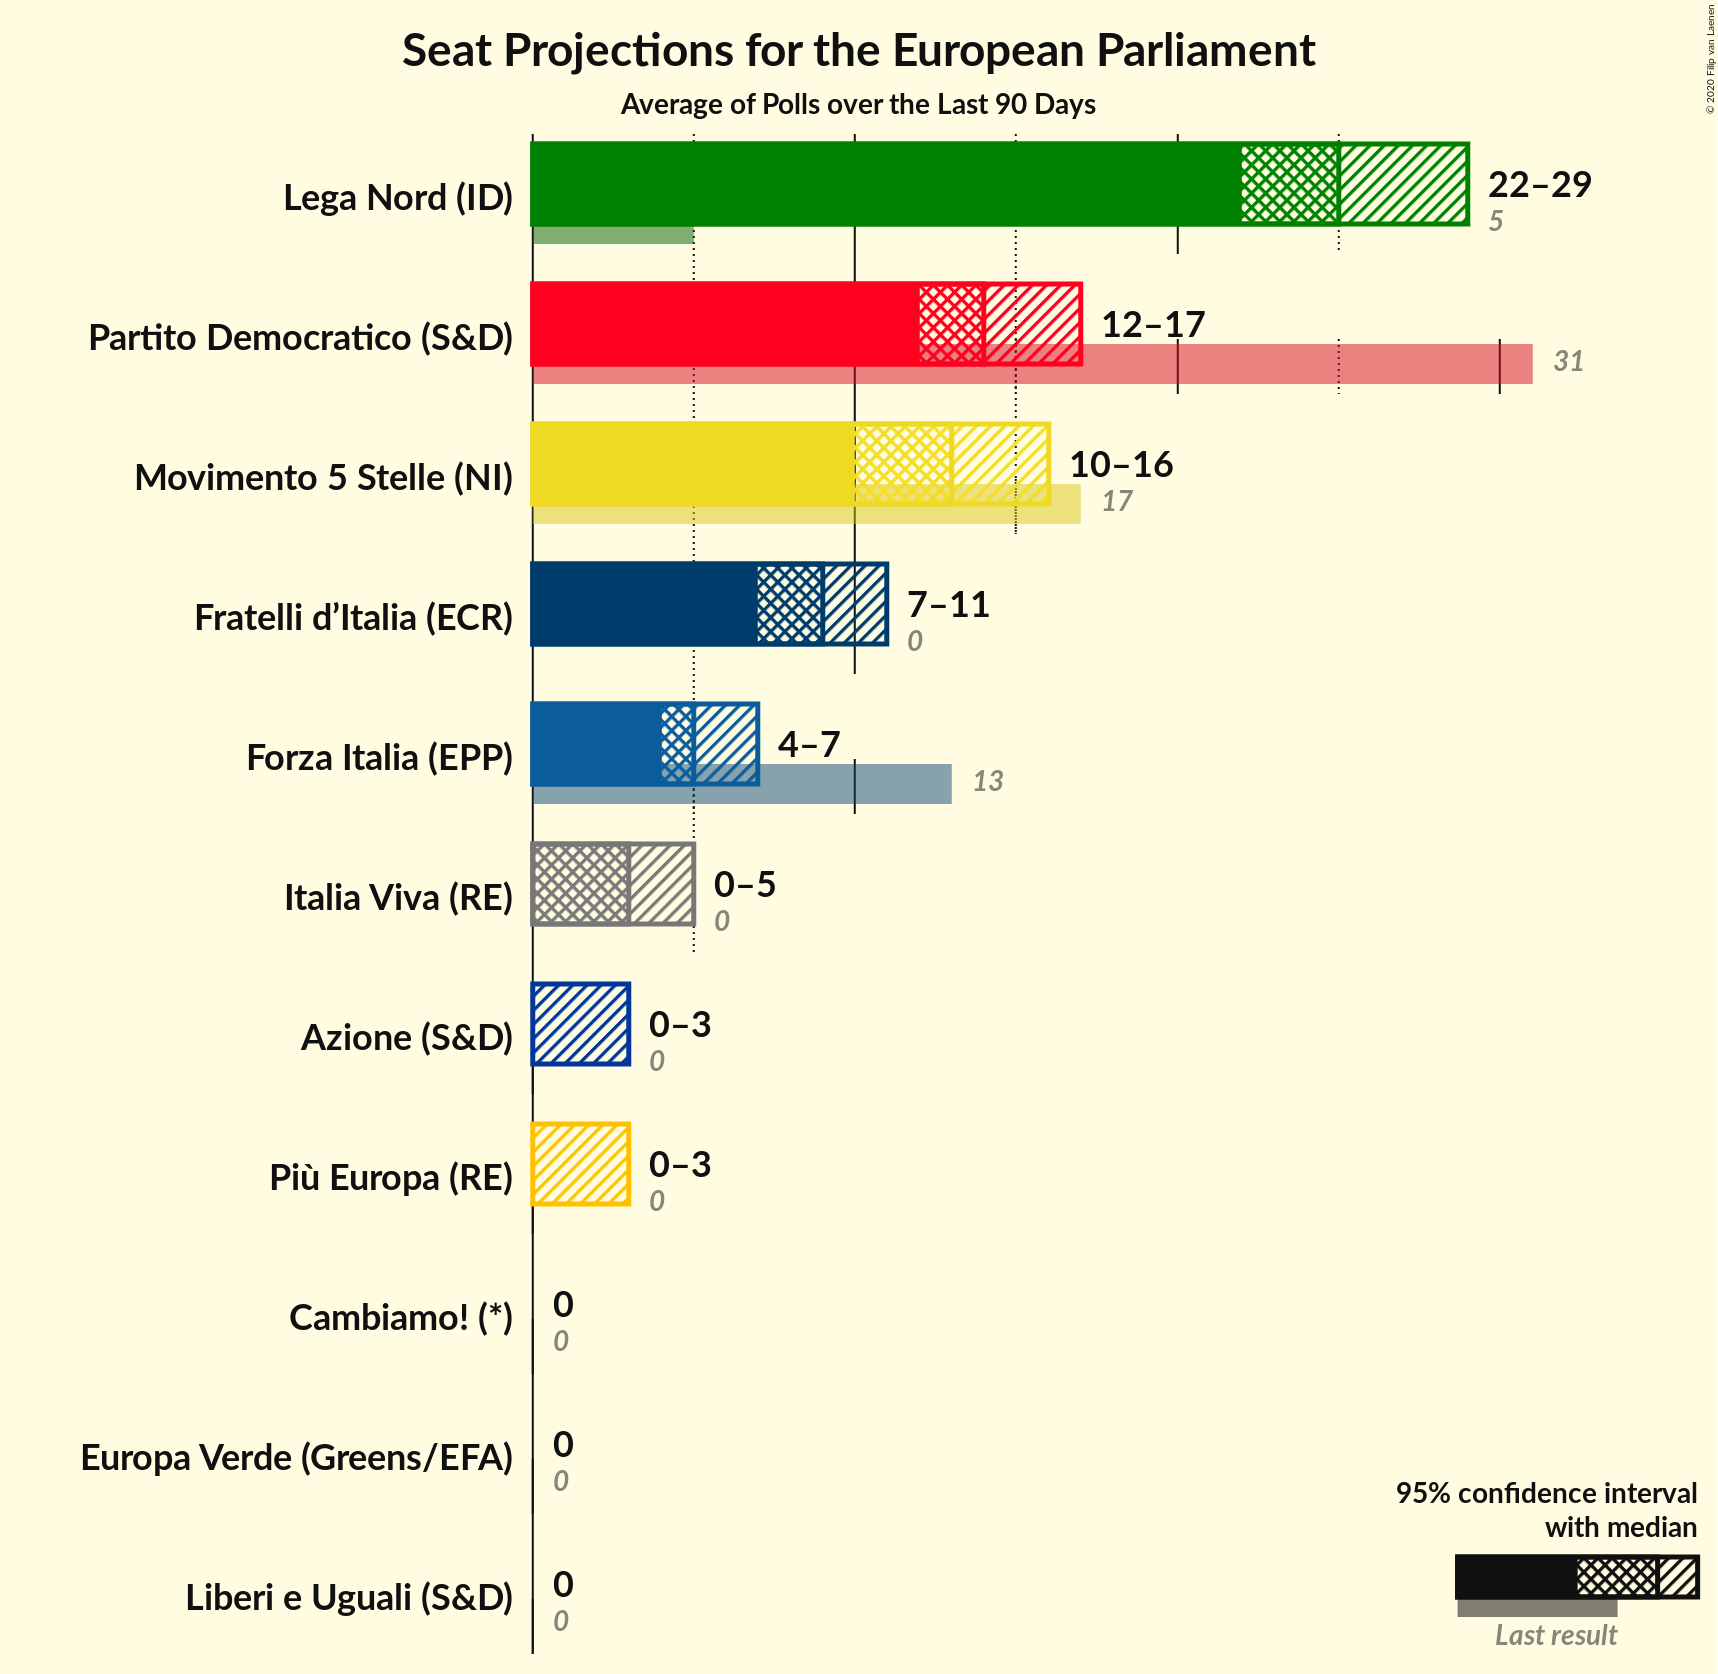 Seat Projections for the European Parliament
Average of Polls over the Last 90 Days
© 2020 Filip van Laenen
Lega Nord (ID)
22–29
5
Partito Democratico (S&D)
12–17
31
Movimento 5 Stelle (NI)
10–16
17
Fratelli d’Italia (ECR)
7–11
0
Forza Italia (EPP)
4–7
13
Italia Viva (RE)
0–5
0
Azione (S&D)
0–3
0
Più Europa (RE)
0–3
0
Cambiamo! (*)
0
0
Europa Verde (Greens/EFA)
0
0
Liberi e Uguali (S&D)
0
0
95% confidence interval
with median
Last result